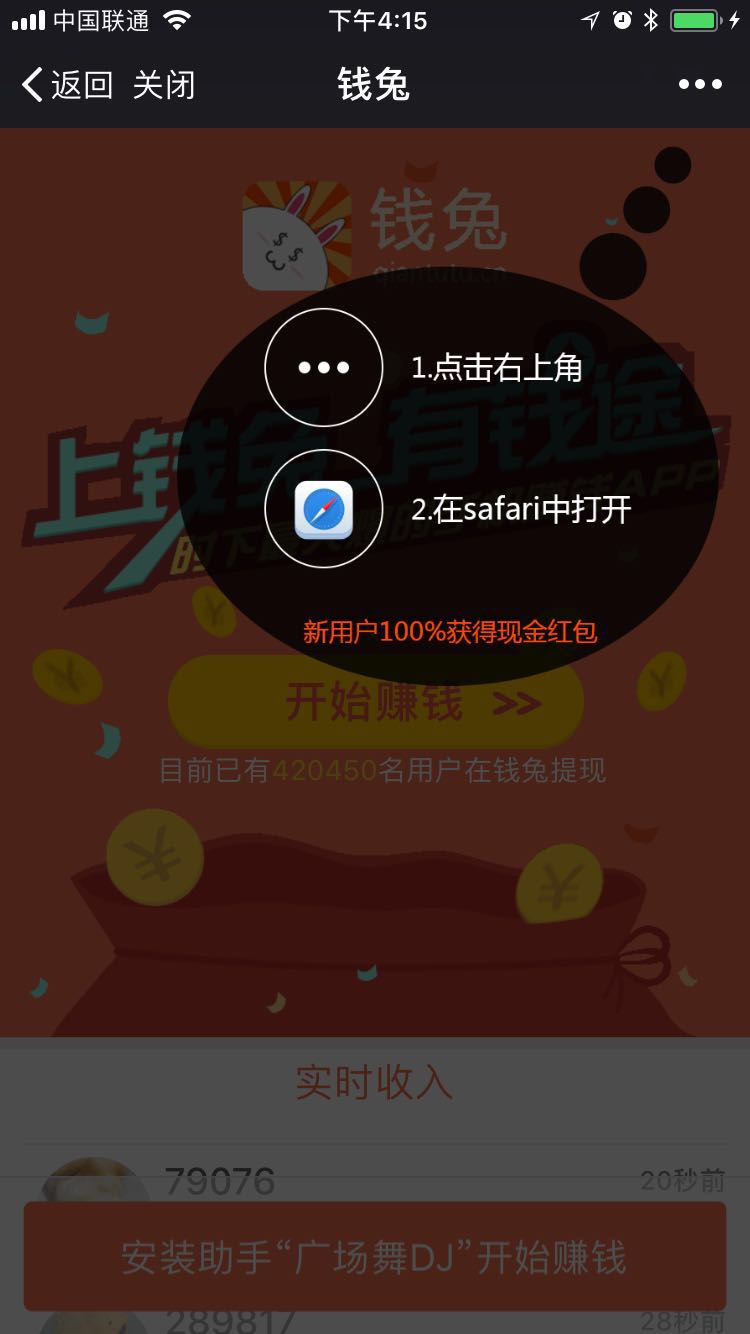 中国联通 下午4:15
返回 关闭 钱兔
钱兔
qiantutu.cn
1.点击右上角
上钱兔 有钱途
2.在safari中打开
新用户100%获得现金红包
开始赚钱 >>
目前已有420450名用户在钱兔提现
实时收入
79076 20秒前
安装助手“广场舞DJ”开始赚钱
289817 28秒前